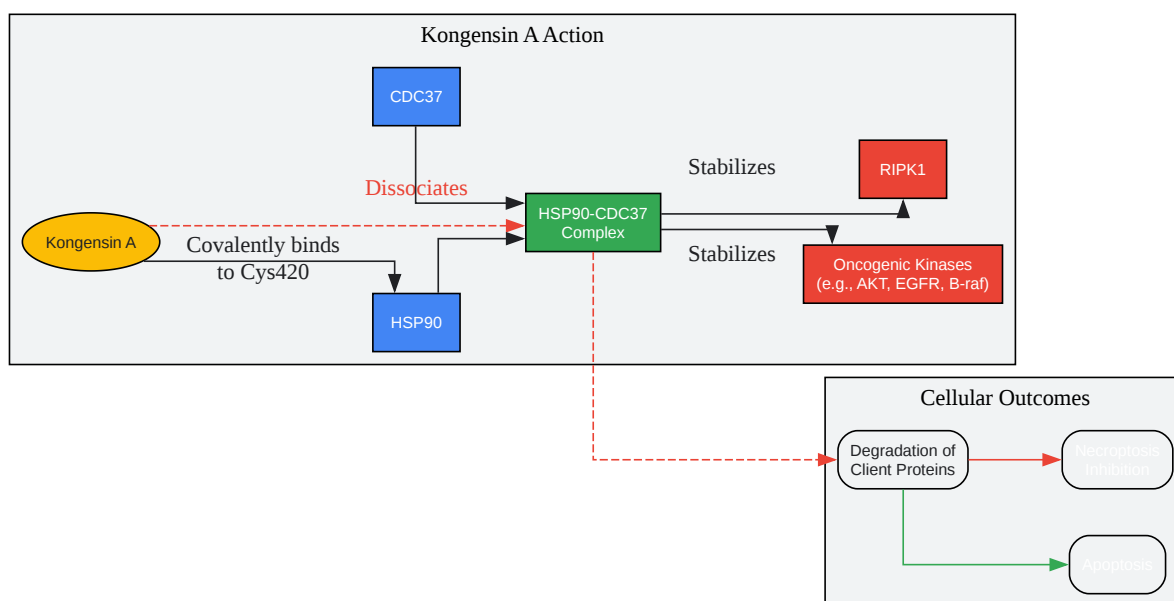 Kongensin A Action
CDC37
Dissociates
Stabilizes
RIPK1
Kongensin A
Covalently binds
to Cys420
HSP90-CDC37
Complex
Stabilizes
Oncogenic Kinases
(e.g., AKT, EGFR, B-raf)
HSP90
Cellular Outcomes
Degradation of
Client Proteins
Necroptosis
Inhibition
Apoptosis